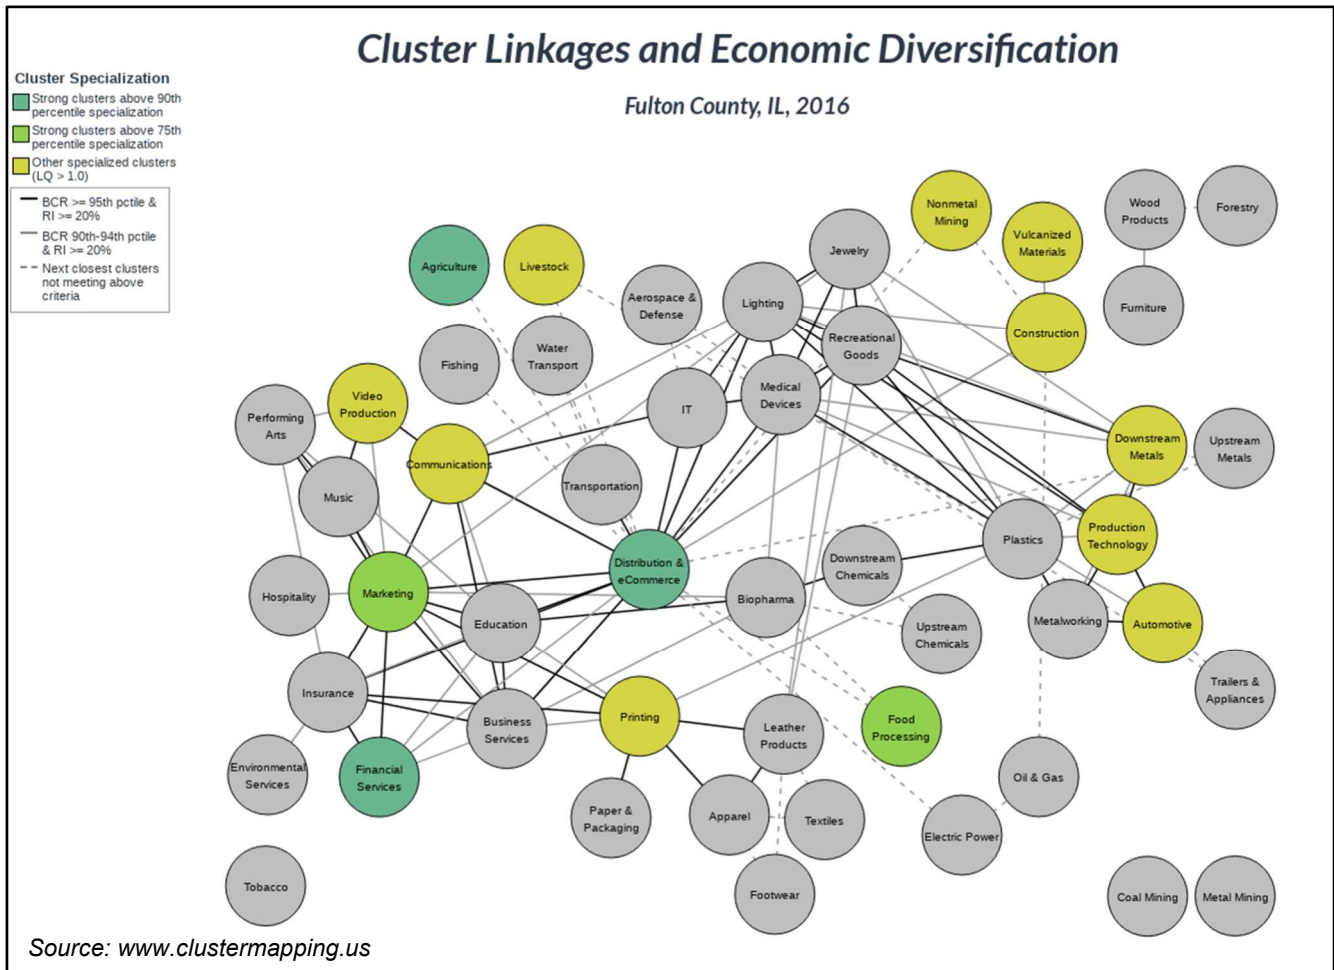 Cluster Linkages and Economic Diversification
Fulton County, IL, 2016
Cluster Specialization
Strong clusters above 90th
percentile specialization
Strong clusters above 75th
percentile specialization
Other specialized clusters
(LQ > 1.0)
BCR >= 95th pctile &
RI >= 20%
BCR 90th-94th pctile
& RI >= 20%
Next closest clusters
not meeting above
criteria
Nonmetal
Mining
Wood
Products
Forestry
Vulcanized
Materials
Jewelry
Agriculture
Livestock
Aerospace &
Defense
Lighting
Furniture
Construction
Recreational
Goods
Fishing
Water
Transport
Medical
Devices
Video
Production
IT
Performing
Arts
Communications
Downstream
Metals
Upstream
Metals
Music
Transportation
Plastics
Production
Technology
Downstream
Chemicals
Distribution &
eCommerce
Hospitality
Marketing
Biopharma
Education
Metalworking
Automotive
Upstream
Chemicals
Insurance
Trailers &
Appliances
Business
Services
Printing
Leather
Products
Food
Processing
Environmental
Services
Financial
Services
Oil & Gas
Paper &
Packaging
Apparel
Textiles
Electric Power
Tobacco
Footwear
Coal Mining
Metal Mining
Source: www.clustermapping.us